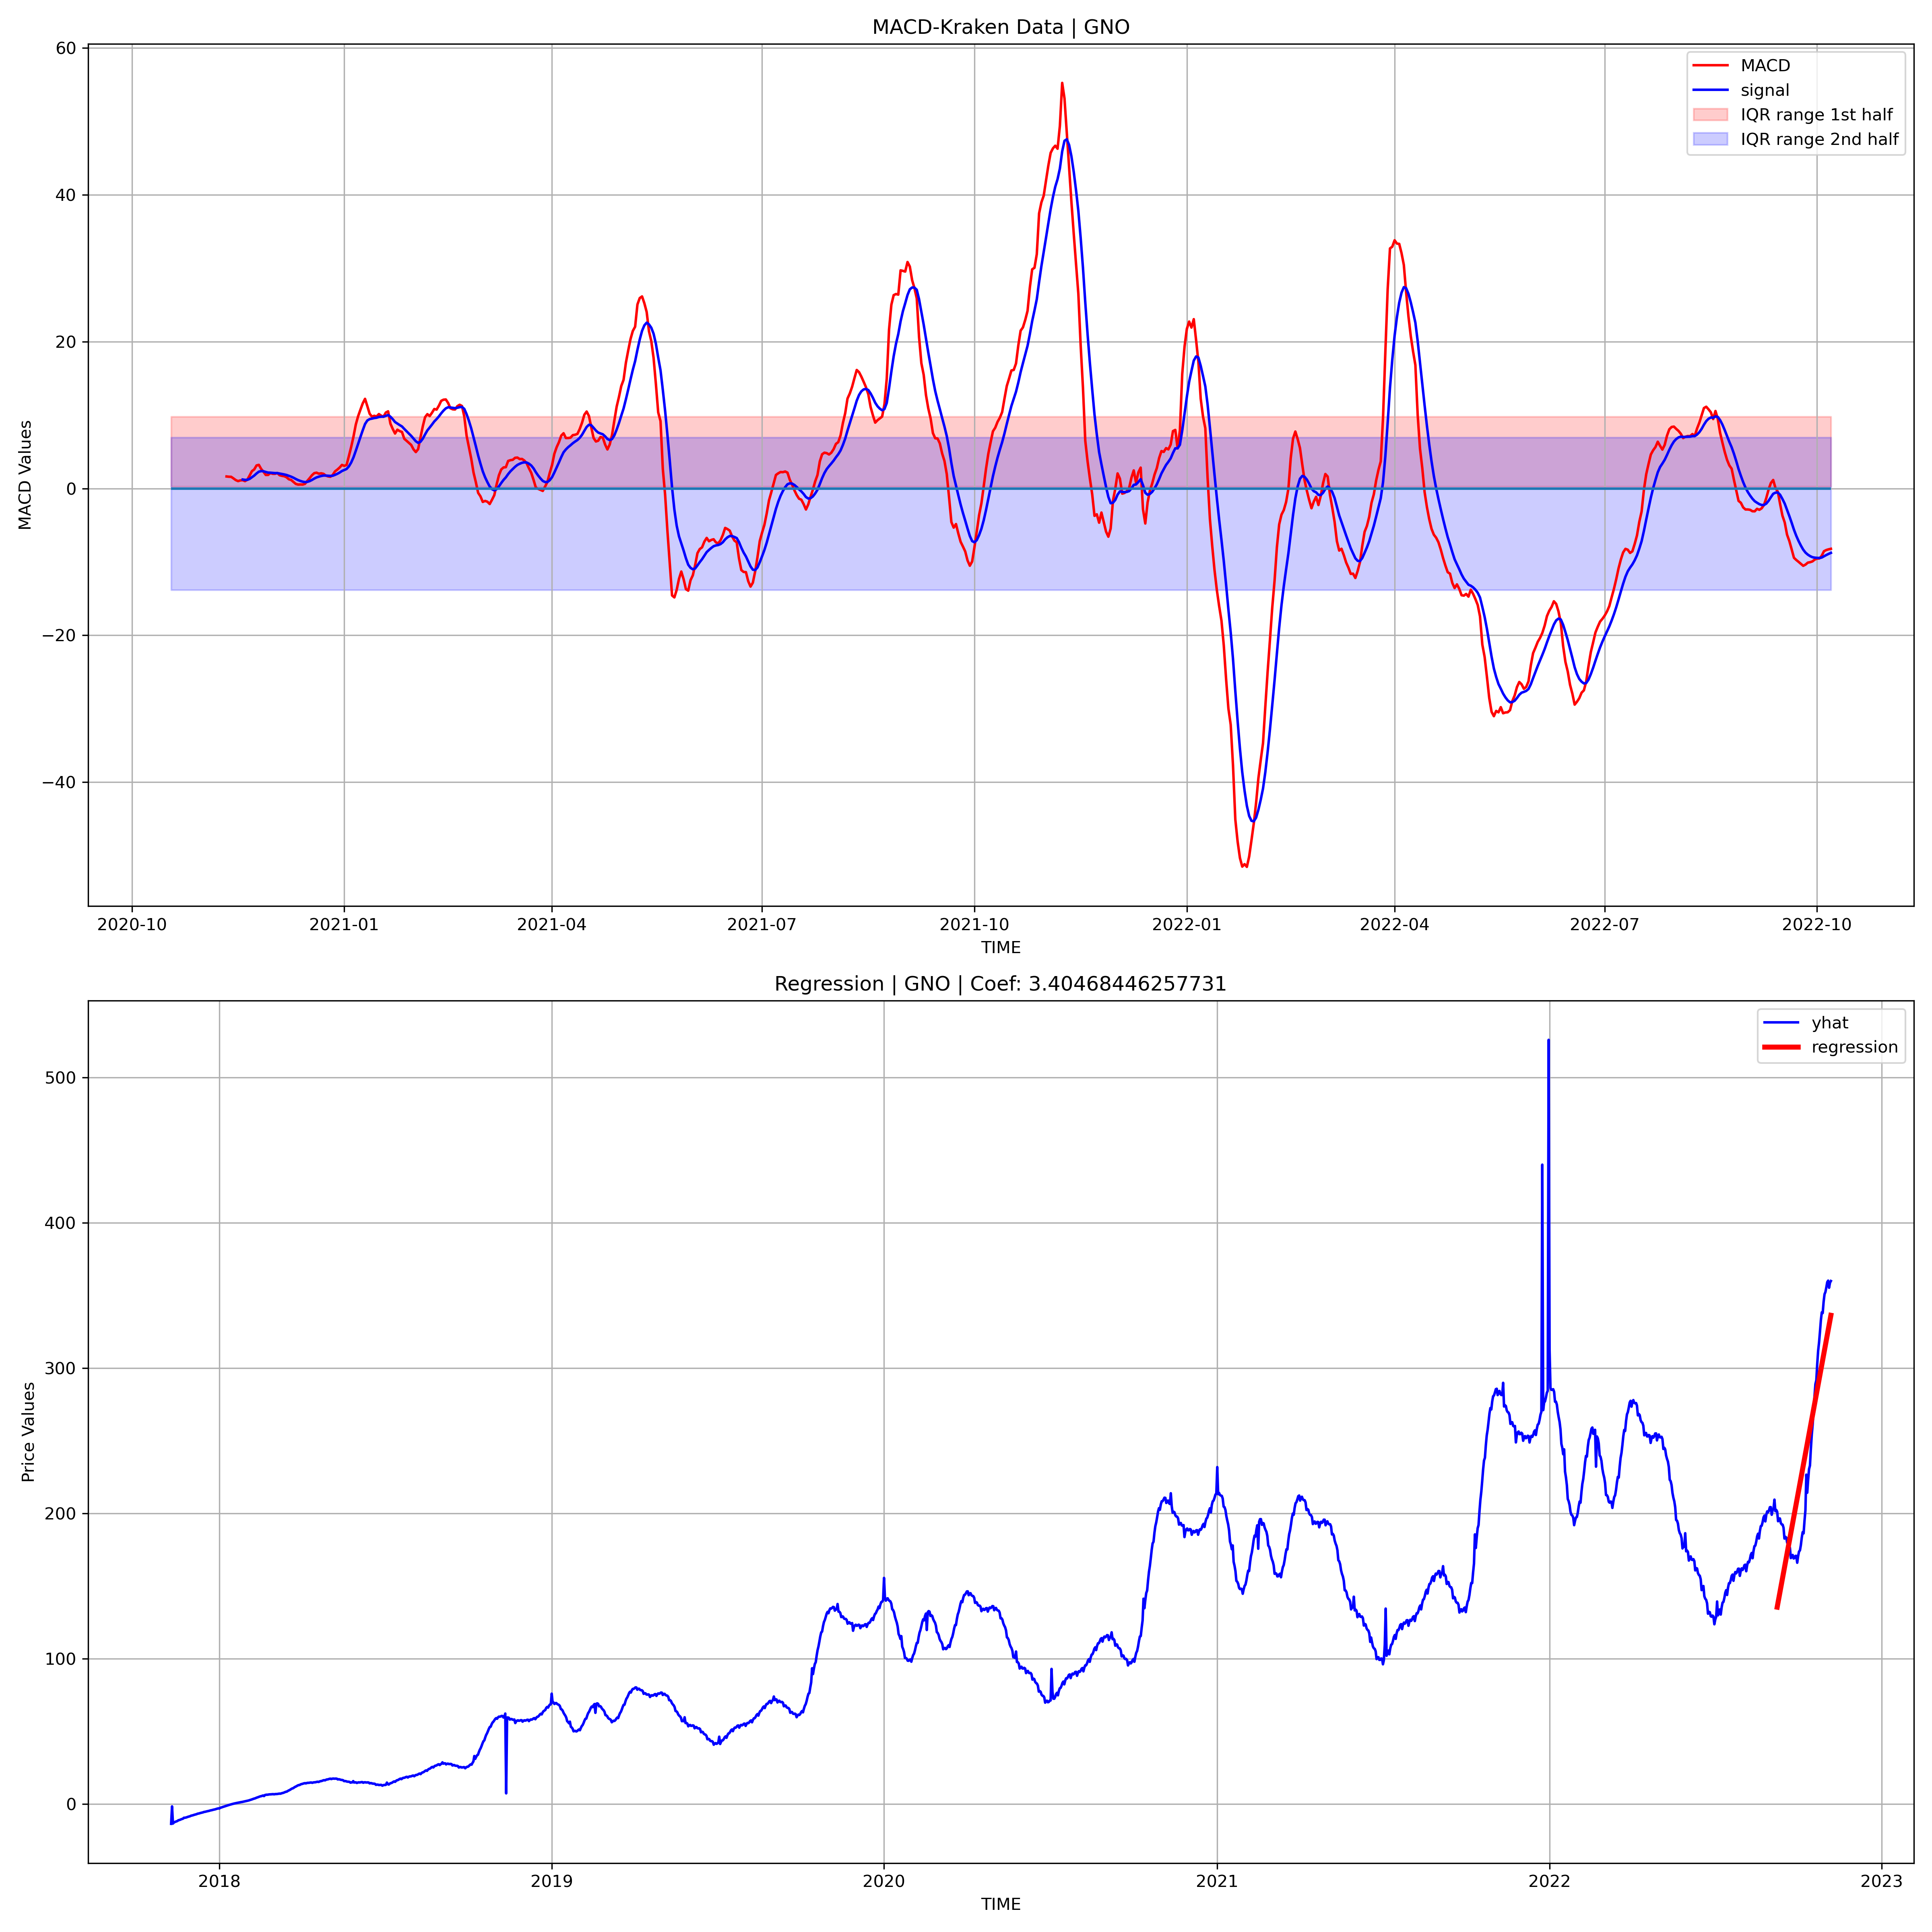 MACD-Kraken Data | GNO
MACD
signal
IQR range 1st half
IQR range 2nd half
60
40
20
0
−20
−40
MACD Values
2020-10 2021-01 2021-04 2021-07 2021-10 2022-01 2022-04 2022-07 2022-10
TIME
Regression | GNO | Coef: 3.40468446257731
yhat
regression
500
400
300
200
100
0
Price Values
2018 2019 2020 2021 2022 2023
TIME